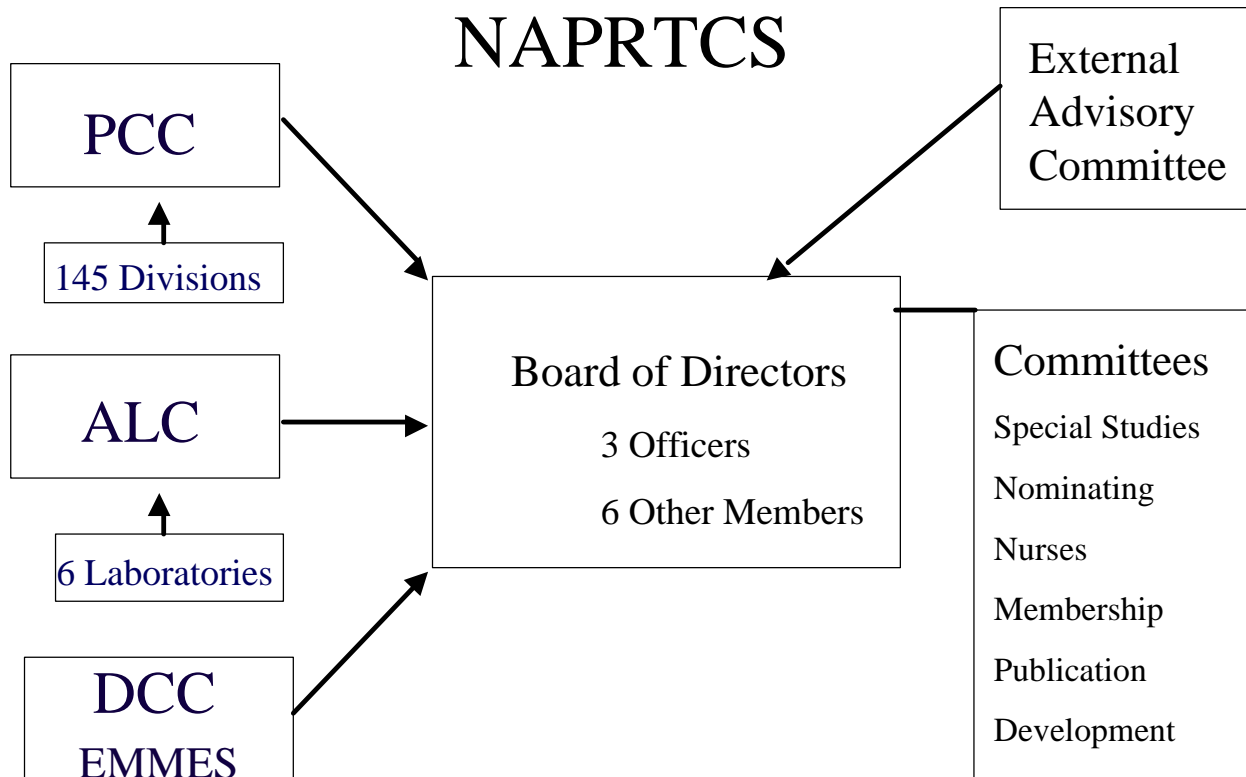 NAPRTCS
PCC
145 Divisions
ALC
6 Laboratories
DCC
EMMES
Board of Directors
3 Officers
6 Other Members
External
Advisory
Committee
Committees
Special Studies
Nominating
Nurses
Membership
Publication
Development